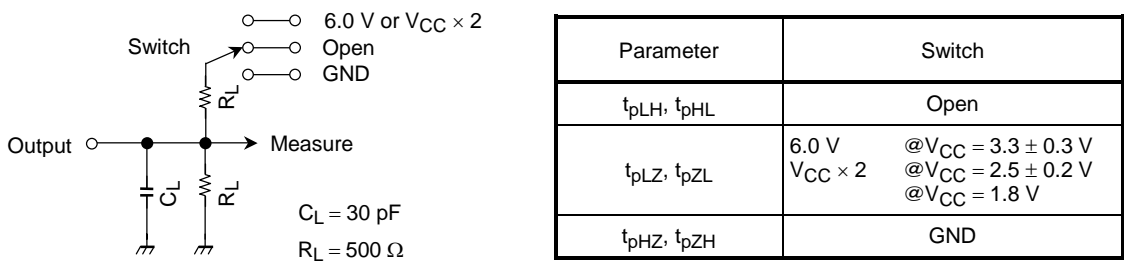 6.0 V or VCC × 2
Switch
Open
GND
RL
Output
Measure
CL
RL
CL = 30 pF
RL = 500 Ω
Parameter Switch
tpLH, tpHL Open
tpLZ, tpZL
6.0 V @VCC = 3.3 ± 0.3 V
VCC × 2 @VCC = 2.5 ± 0.2 V
@VCC = 1.8 V
tpHZ, tpZH GND